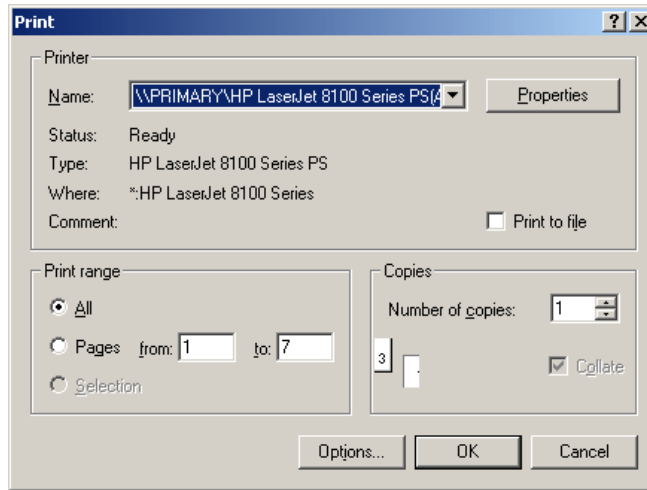 Print
Printer
Name: \\PRIMARY\HP LaserJet 8100 Series PS(A
Properties
Status: Ready
Type: HP LaserJet 8100 Series PS
Where: *:HP LaserJet 8100 Series
Comment:
Print to file
Print range
All
Pages from: 1 to: 7
Selection
Copies
Number of copies: 1
3
Collate
Options... OK Cancel